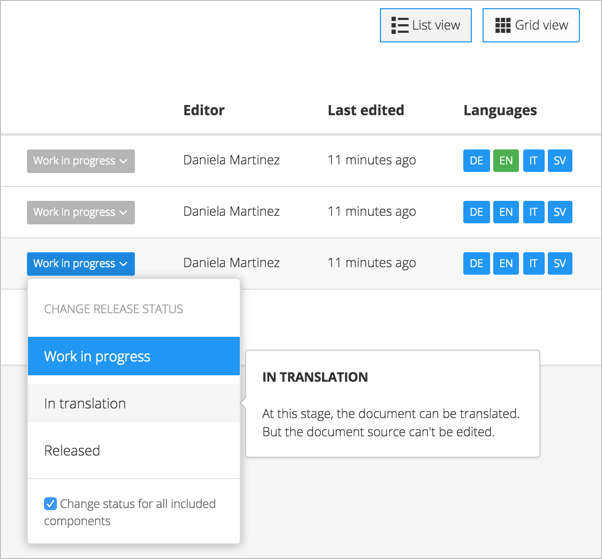 List view
Grid view
Editor Last edited Languages
Work in progress Daniela Martinez 11 minutes ago DE EN IT SV
Work in progress Daniela Martinez 11 minutes ago DE EN IT SV
Work in progress Daniela Martinez 11 minutes ago DE EN IT SV
CHANGE RELEASE STATUS
Work in progress
In translation
Released
Change status for all included
components
IN TRANSLATION
At this stage, the document can be translated.
But the document source can't be edited.